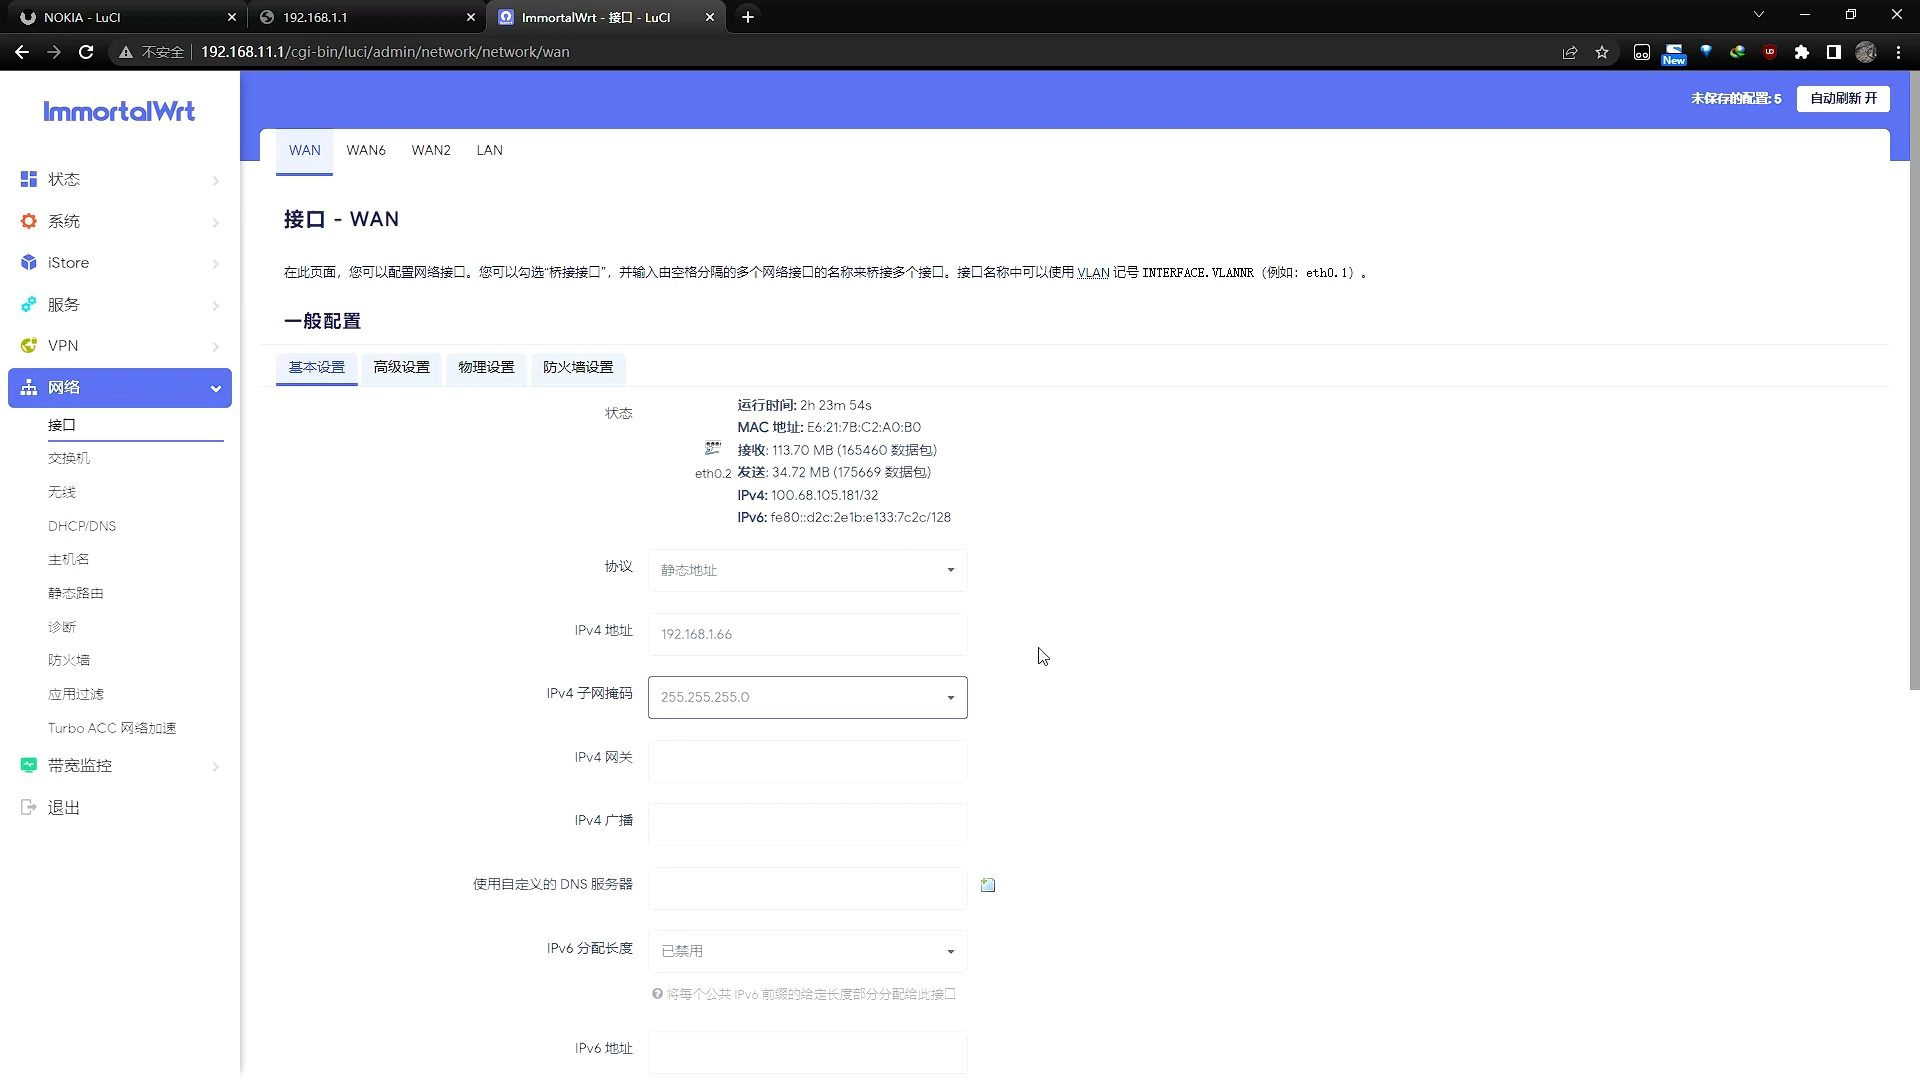 NOKIA - LuCI
192.168.1.1
ImmortalWrt - 接口 - LuCI
不安全
192.168.11.1/cgi-bin/luci/admin/network/network/wan
New
ImmortalWrt
未保存的配置: 5
自动刷新 开
WAN
WAN6
WAN2
LAN
状态
系统
iStore
服务
VPN
网络
接口
交换机
无线
DHCP/DNS
主机名
静态路由
诊断
防火墙
应用过滤
Turbo ACC 网络加速
带宽监控
退出
接口 - WAN
在此页面，您可以配置网络接口。您可以勾选“桥接接口”，并输入由空格分隔的多个网络接口的名称来桥接多个接口。接口名称中可以使用 VLAN 记号 INTERFACE.VLANNR（例如：eth0.1）。
一般配置
基本设置
高级设置
物理设置
防火墙设置
状态
eth0.2
运行时间: 2h 23m 54s
MAC 地址: E6:21:7B:C2:A0:B0
接收: 113.70 MB (165460 数据包)
发送: 34.72 MB (175669 数据包)
IPv4: 100.68.105.181/32
IPv6: fe80::d2c:2e1b:e133:7c2c/128
协议
静态地址
IPv4 地址
192.168.1.66
IPv4 子网掩码
255.255.255.0
IPv4 网关
IPv4 广播
使用自定义的 DNS 服务器
IPv6 分配长度
已禁用
将每个公共 IPv6 前缀的给定长度部分分配给此接口
IPv6 地址